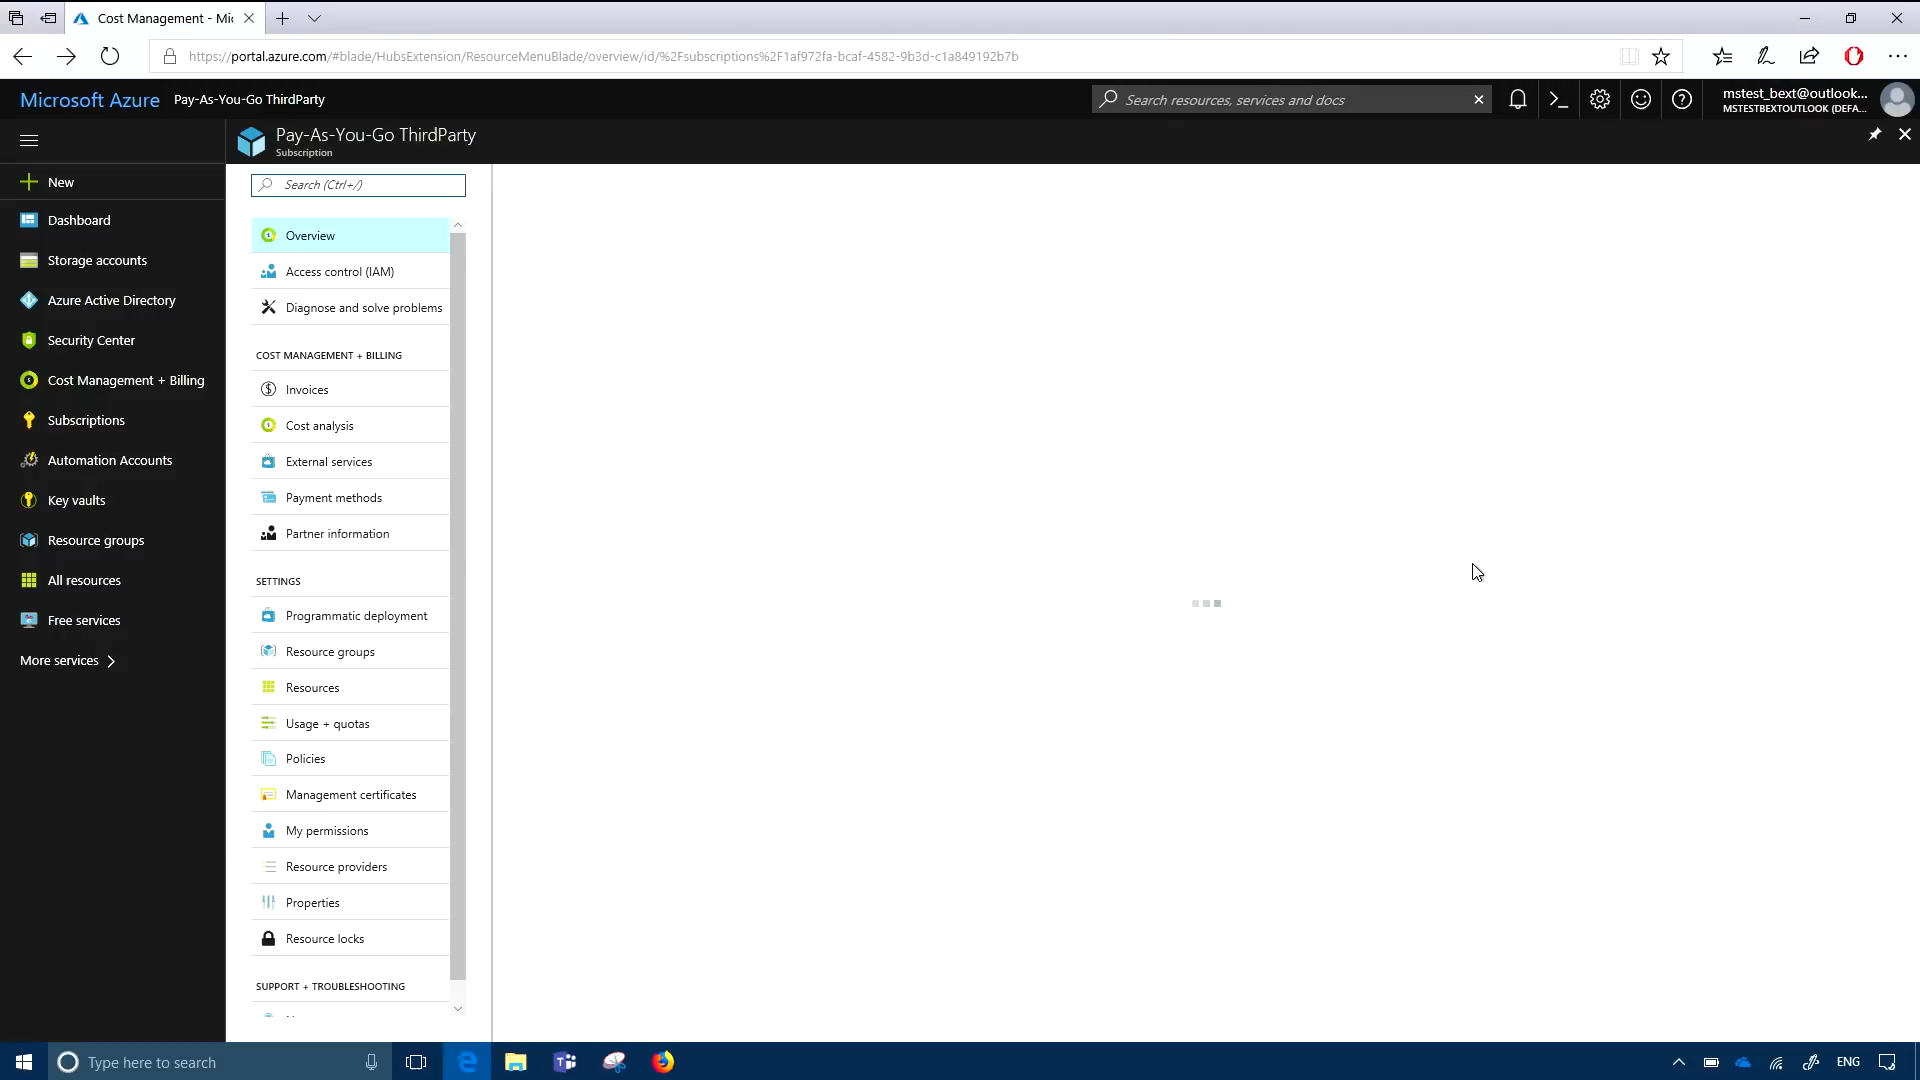 Cost Management - Mic
https://portal.azure.com/#blade/HubsExtension/ResourceMenuBlade/overview/id/%2Fsubscriptions%2F1af972fa-bcaf-4582-9b3d-c1a849192b7b
Microsoft Azure Pay-As-You-Go ThirdParty
Search resources, services and docs
mstest_bext@outlook...
MSTESTBEXTOUTLOOK (DEFA...
Pay-As-You-Go ThirdParty
Subscription
New
Dashboard
Storage accounts
Azure Active Directory
Security Center
Cost Management + Billing
Subscriptions
Automation Accounts
Key vaults
Resource groups
All resources
Free services
More services
Search (Ctrl+/)
Overview
Access control (IAM)
Diagnose and solve problems
COST MANAGEMENT + BILLING
Invoices
Cost analysis
External services
Payment methods
Partner information
SETTINGS
Programmatic deployment
Resource groups
Resources
Usage + quotas
Policies
Management certificates
My permissions
Resource providers
Properties
Resource locks
SUPPORT + TROUBLESHOOTING
Type here to search
ENG